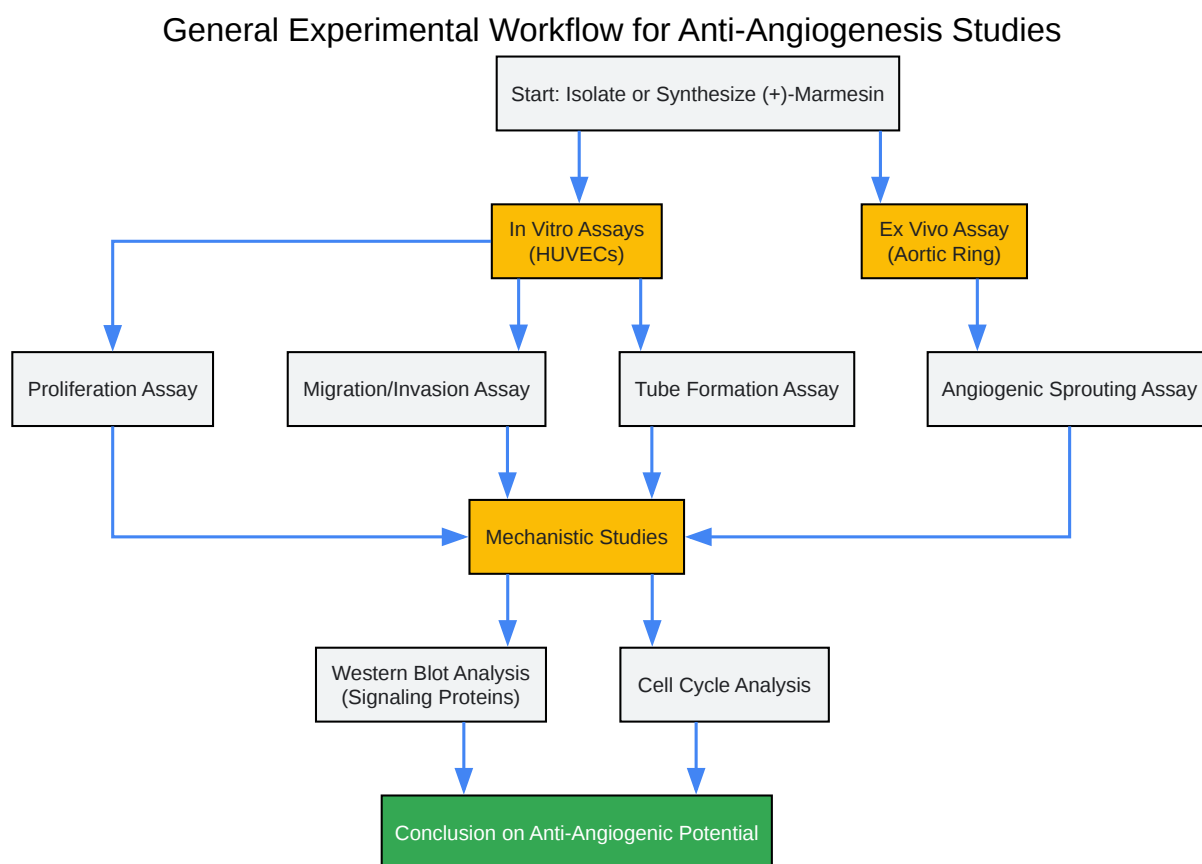 General Experimental Workflow for Anti-Angiogenesis Studies
Start: Isolate or Synthesize (+)-Marmesin
In Vitro Assays
(HUVECs)
Ex Vivo Assay
(Aortic Ring)
Proliferation Assay
Migration/Invasion Assay
Tube Formation Assay
Angiogenic Sprouting Assay
Mechanistic Studies
Western Blot Analysis
(Signaling Proteins)
Cell Cycle Analysis
Conclusion on Anti-Angiogenic Potential